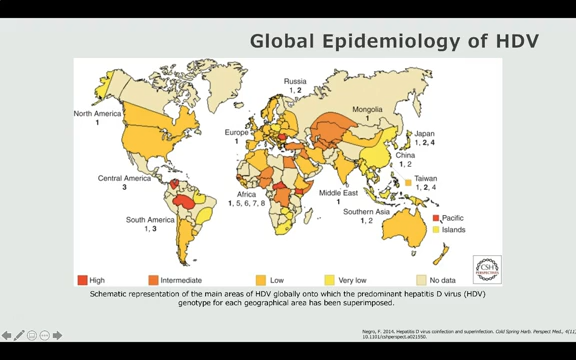 Global Epidemiology of HDV
Russia
1, 2
Mongolia
1
North America
1
Europe
1
Japan
1, 2, 4
China
1, 2
Central America
3
Taiwan
1, 2, 4
Africa
1, 5, 6, 7, 8
Middle East
1
South America
1, 3
Southern Asia
1, 2
Pacific
Islands
CSH
PERSPECTIVES
High
Intermediate
Low
Very low
No data
Schematic representation of the main areas of HDV globally onto which the predominant hepatitis D virus (HDV)
genotype for each geographical area has been superimposed.
Negro, F. 2014. Hepatitis D virus coinfection and superinfection. Cold Spring Harb. Perspect Med., 4(11,
10.1101/cshperspect.a021550.